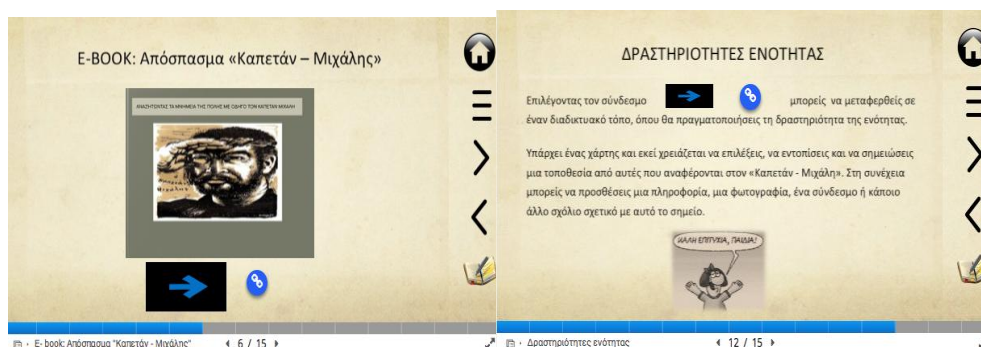 E-BOOK: Απόσπασμα «Καπετάν – Μιχάλης»
ΑΝΑΖΗΤΩΝΤΑΣ ΤΑ ΜΝΗΜΕΙΑ ΤΗΣ ΠΟΛΗΣ ΜΕ ΟΔΗΓΟ ΤΟΝ ΚΑΠΕΤΑΝ ΜΙΧΑΛΗ
E- book: Απόσπασμα "Καπετάν - Μιχάλης"
6 / 15
ΔΡΑΣΤΗΡΙΟΤΗΤΕΣ ΕΝΟΤΗΤΑΣ
Επιλέγοντας τον σύνδεσμο μπορείς να μεταφερθείς σε
έναν διαδικτυακό τόπο, όπου θα πραγματοποιήσεις τη δραστηριότητα της ενότητας.
Υπάρχει ένας χάρτης και εκεί χρειάζεται να επιλέξεις, να εντοπίσεις και να σημειώσεις
μια τοποθεσία από αυτές που αναφέρονται στον «Καπετάν - Μιχάλη». Στη συνέχεια
μπορείς να προσθέσεις μια πληροφορία, μια φωτογραφία, ένα σύνδεσμο ή κάποιο
άλλο σχόλιο σχετικό με αυτό το σημείο.
ΚΑΛΗ ΕΠΙΤΥΧΙΑ, ΠΑΙΔΙΑ!
Δραστηριότητες ενότητας
12 / 15